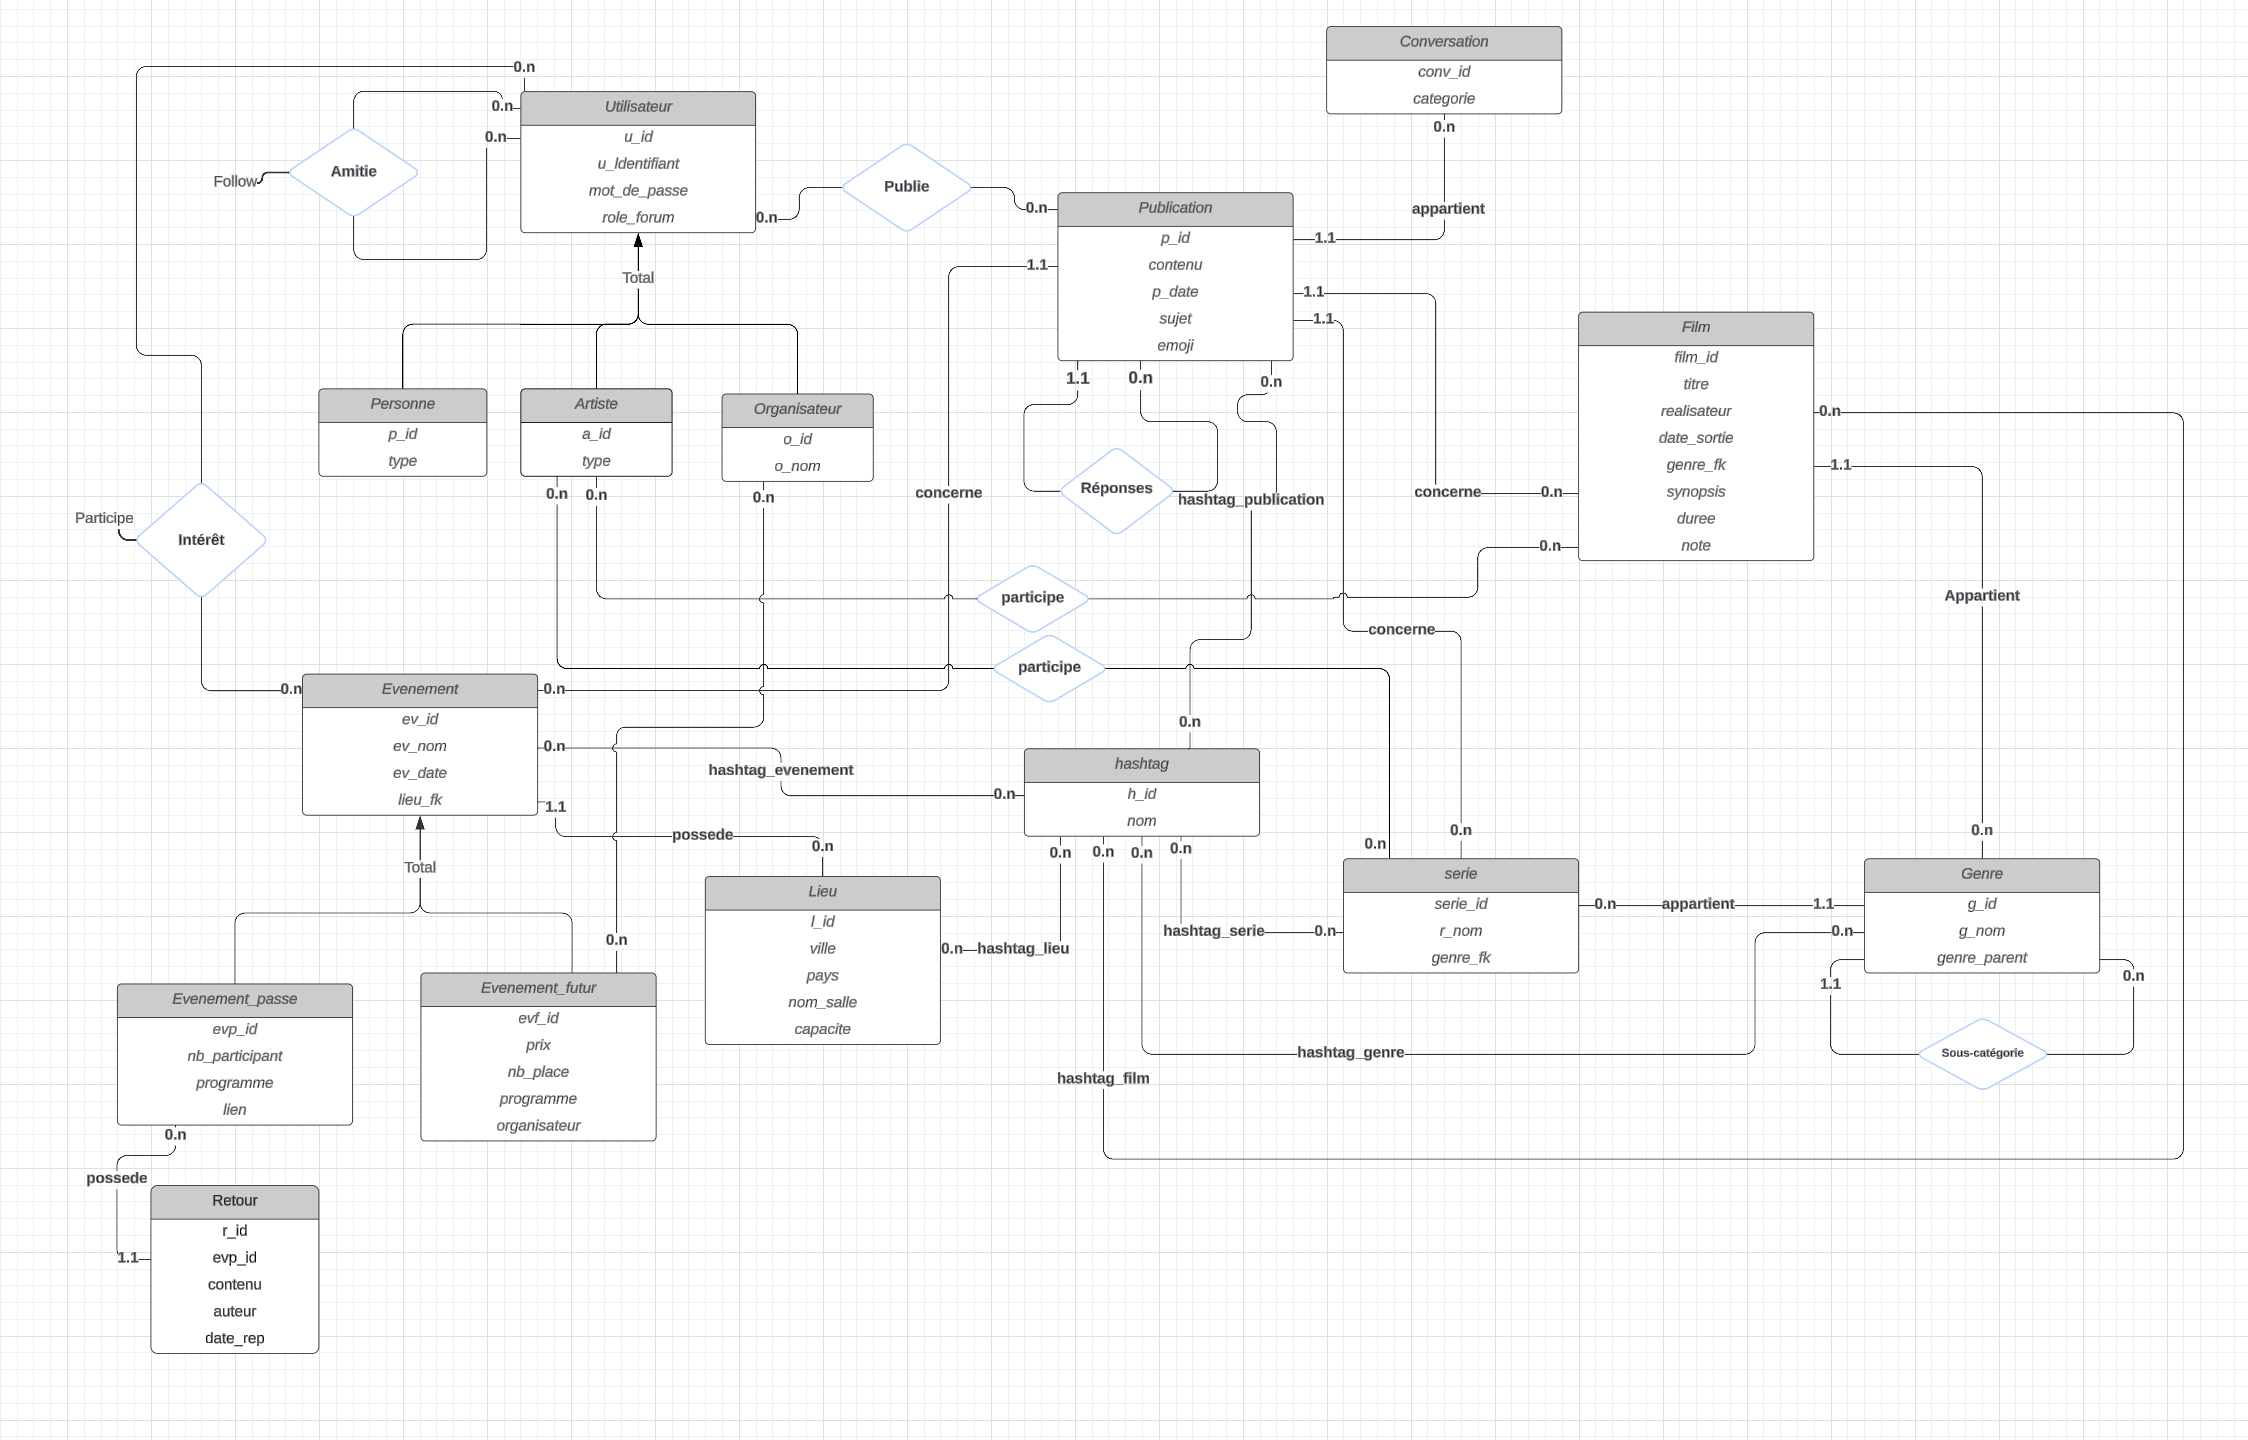 Conversation
conv_id
categorie
0.n
appartient
1.1
0.n
0.n
0.n
Utilisateur
u_id
u_Identifiant
mot_de_passe
role_forum
Amitie
Follow
0.n
Publie
0.n
Publication
p_id
contenu
p_date
sujet
emoji
1.1
1.1
1.1
Total
Personne
p_id
type
Artiste
a_id
type
Organisateur
o_id
o_nom
0.n
0.n
0.n
1.1
0.n
0.n
Réponses
hashtag_publication
concerne
concerne
0.n
Film
film_id
titre
realisateur
date_sortie
genre_fk
synopsis
duree
note
0.n
1.1
0.n
Participe
Intérêt
participe
participe
concerne
Appartient
0.n
Evenement
ev_id
ev_nom
ev_date
lieu_fk
0.n
0.n
hashtag_evenement
0.n
0.n
hashtag
h_id
nom
1.1
possede
0.n
0.n
0.n
0.n
0.n
0.n
0.n
0.n
Total
Lieu
l_id
ville
pays
nom_salle
capacite
0.n
hashtag_lieu
hashtag_serie
0.n
serie
serie_id
r_nom
genre_fk
0.n
appartient
1.1
0.n
Genre
g_id
g_nom
genre_parent
1.1
0.n
Sous-catégorie
hashtag_genre
hashtag_film
0.n
Evenement_passe
evp_id
nb_participant
programme
lien
Evenement_futur
evf_id
prix
nb_place
programme
organisateur
0.n
possede
1.1
Retour
r_id
evp_id
contenu
auteur
date_rep